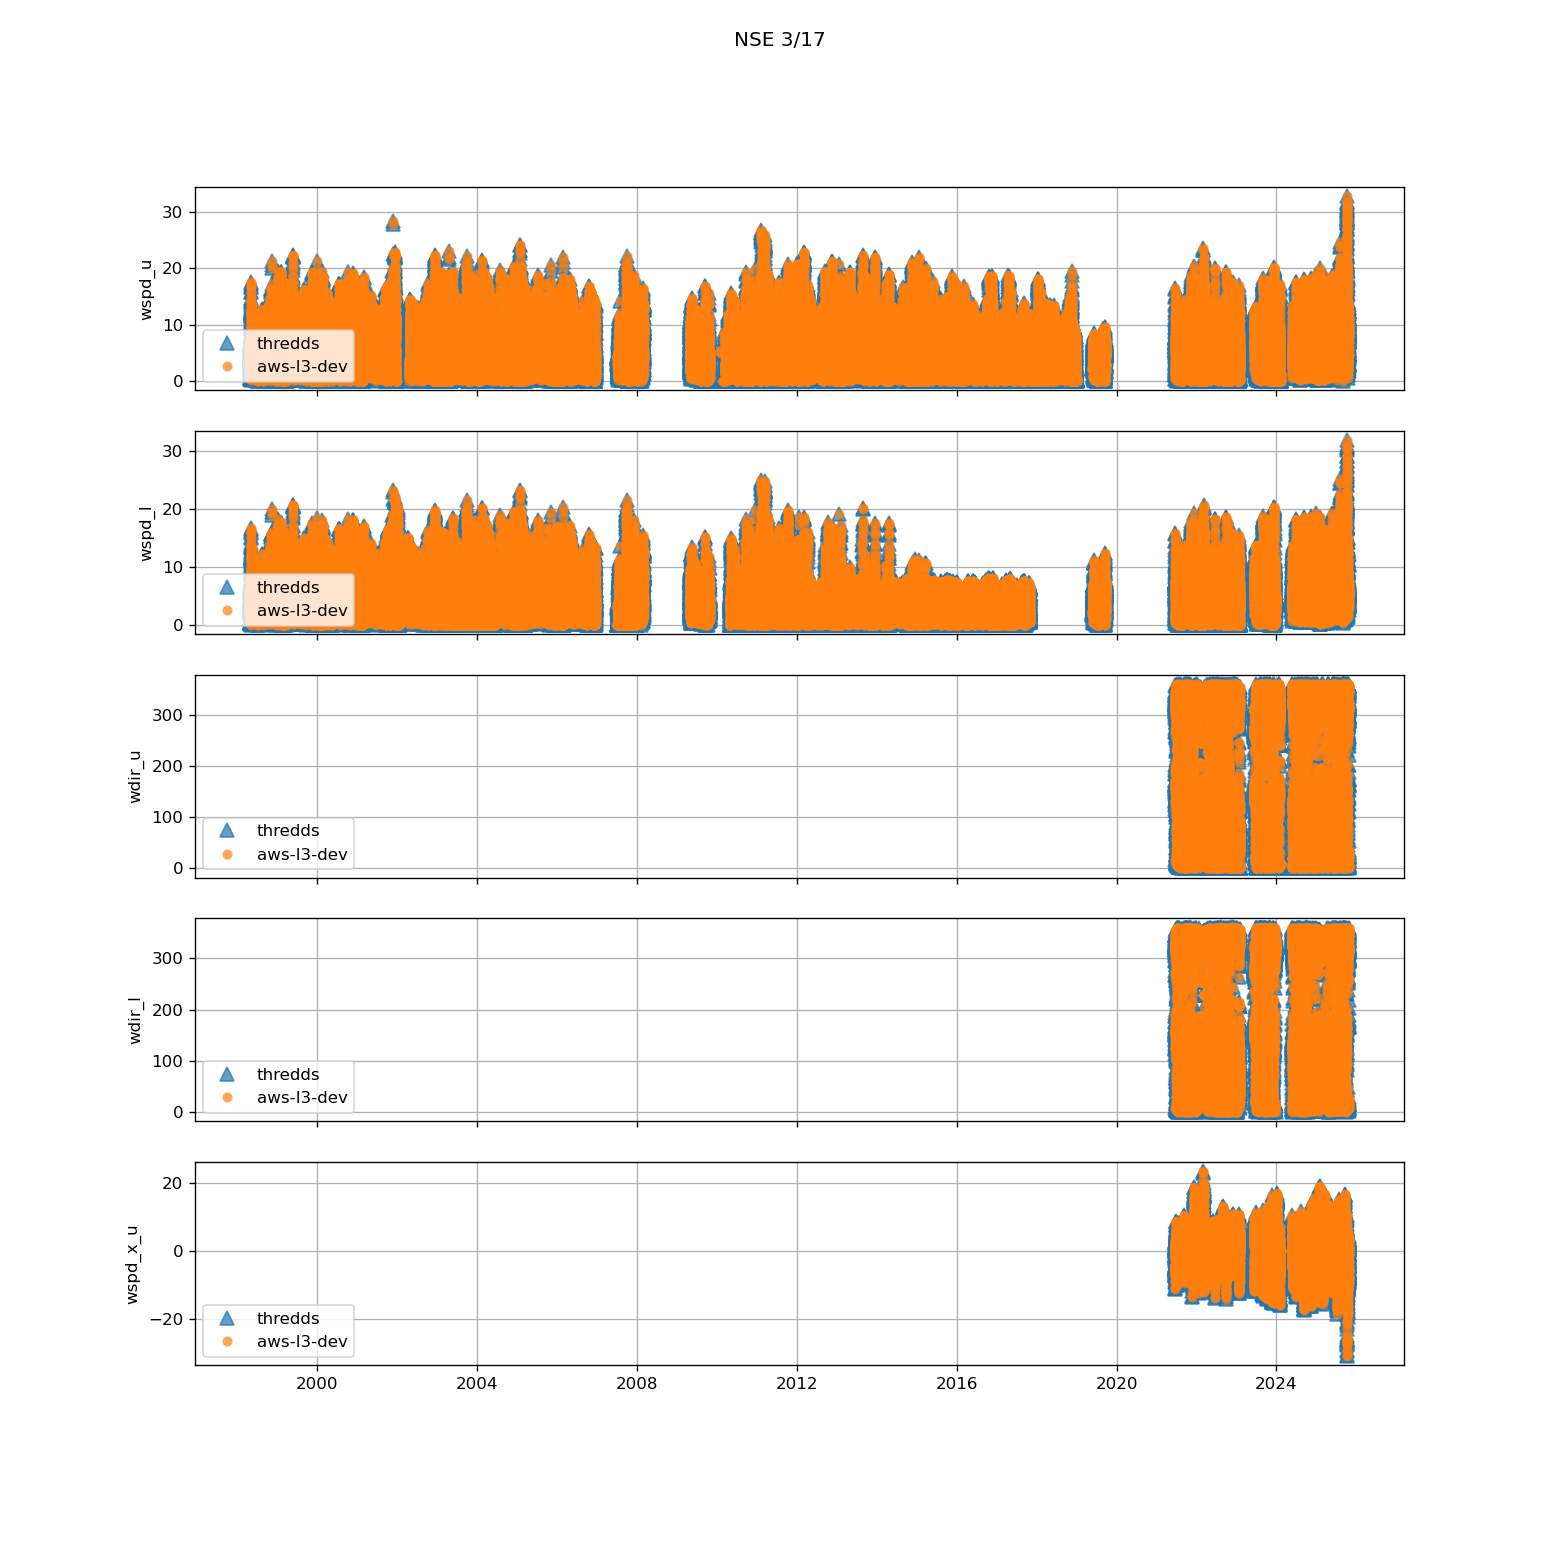 NSE 3/17
30
20
10
0
wspd_u
thredds
aws-l3-dev
30
20
10
0
wspd_l
thredds
aws-l3-dev
300
200
100
0
wdir_u
thredds
aws-l3-dev
300
200
100
0
wdir_l
thredds
aws-l3-dev
20
0
−20
wspd_x_u
thredds
aws-l3-dev
2000 2004 2008 2012 2016 2020 2024